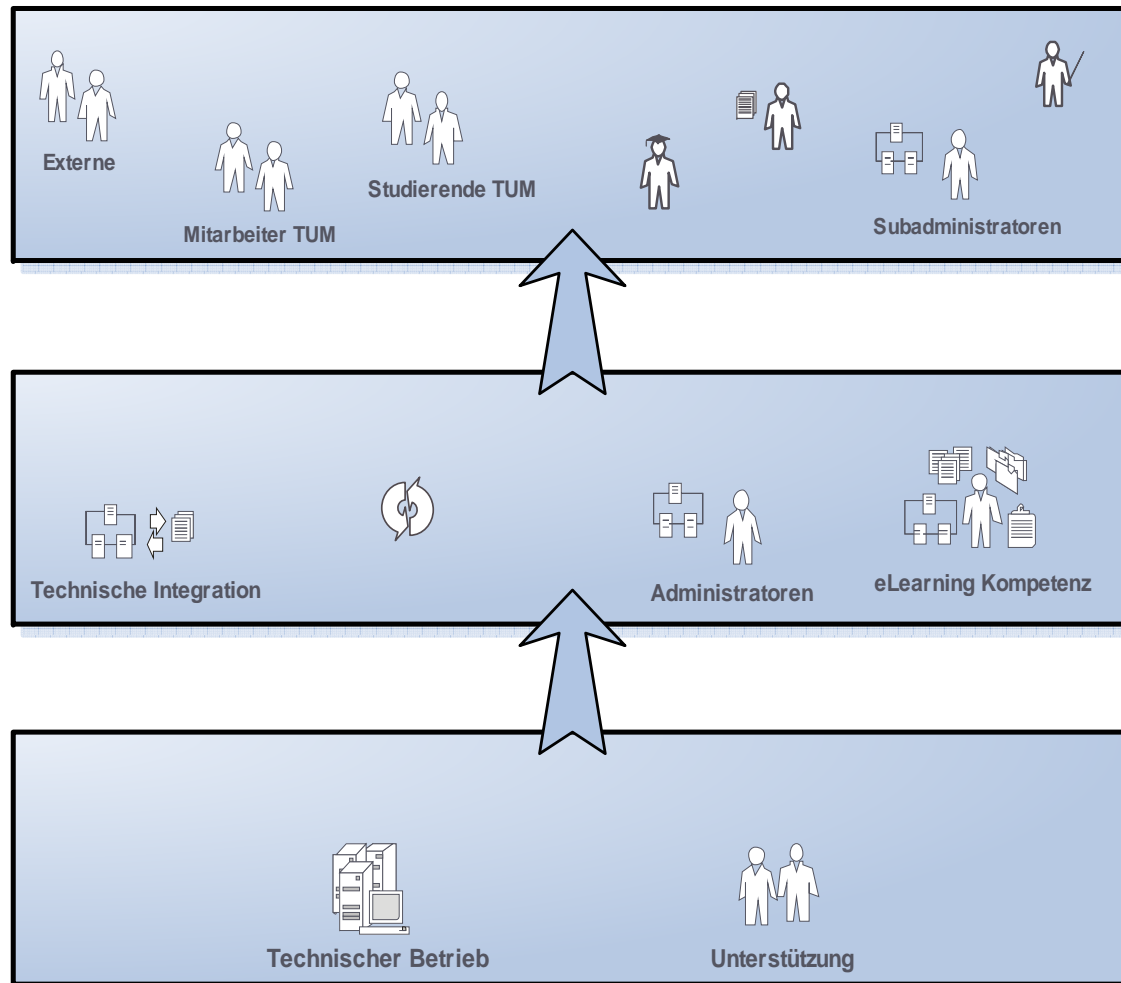 Externe
Mitarbeiter TUM
Studierende TUM
Subadministratoren
Technische Integration
Administratoren
eLearning Kompetenz
Technischer Betrieb
Unterstützung